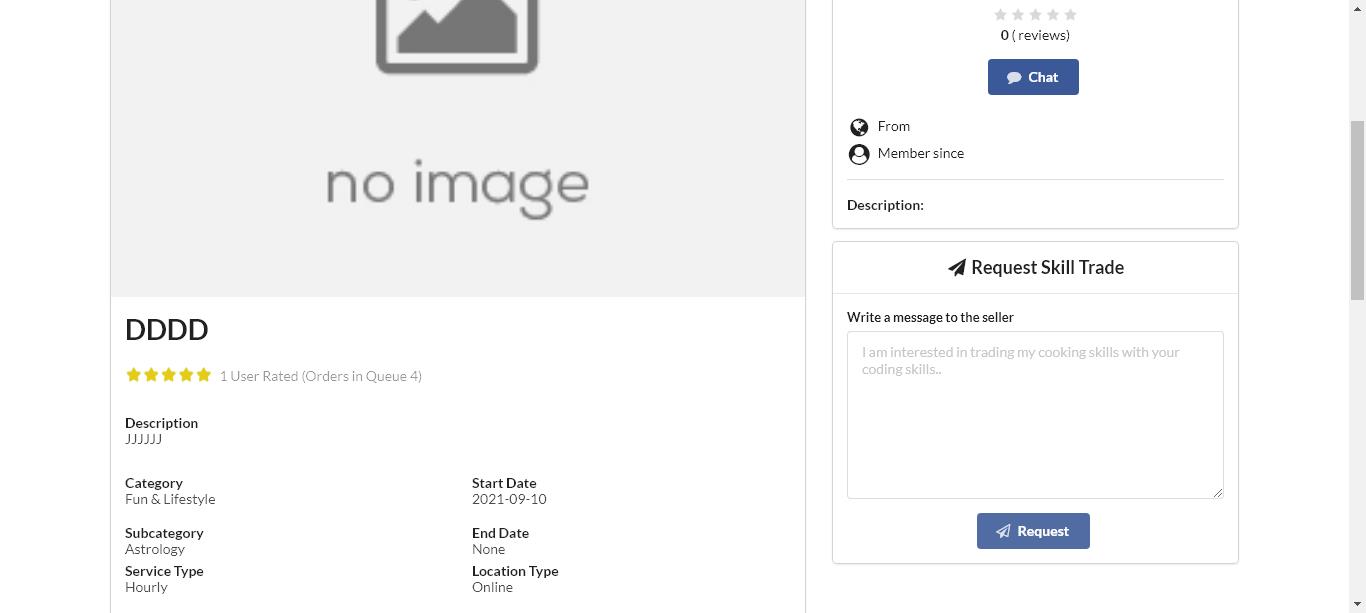 no image
DDDD
1 User Rated (Orders in Queue 4)
Description
JJJJJJ
Category
Fun & Lifestyle
Start Date
2021-09-10
Subcategory
Astrology
End Date
None
Service Type
Hourly
Location Type
Online
0 ( reviews)
Chat
From
Member since
Description:
Request Skill Trade
Write a message to the seller
I am interested in trading my cooking skills with your
coding skills..
Request